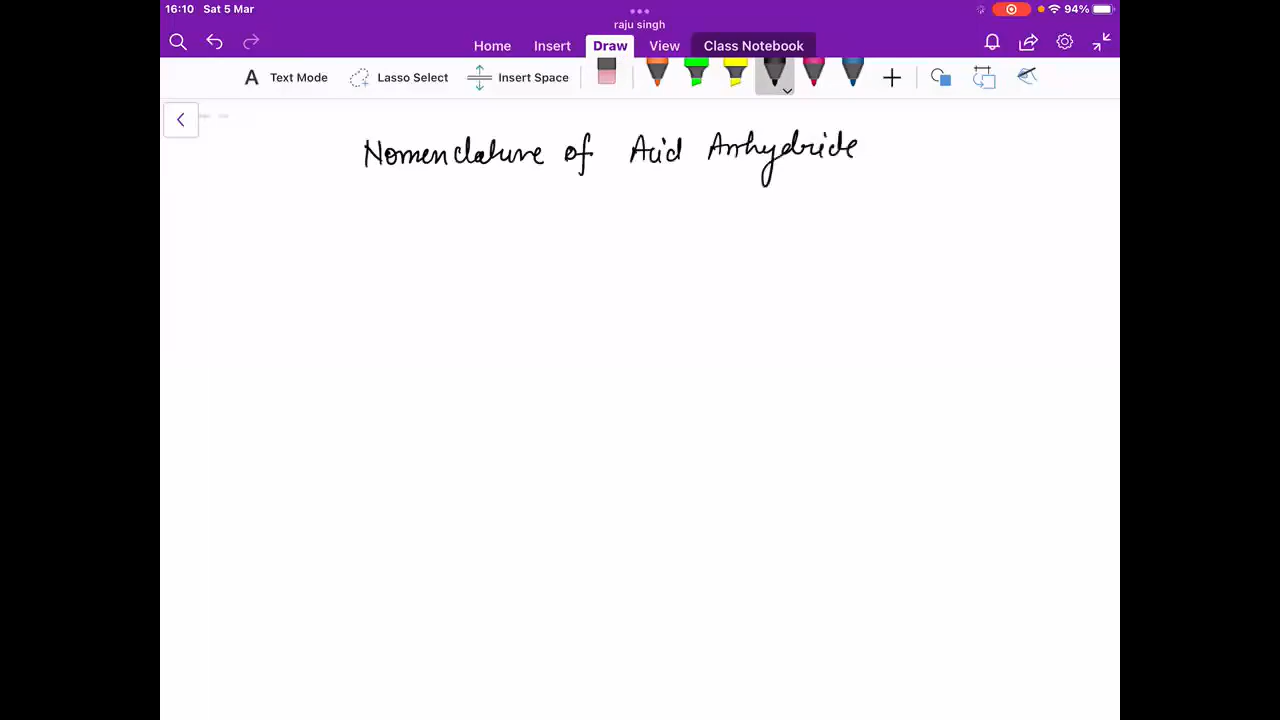 16:10 Sat 5 Mar
94%
raju singh
Home Insert Draw View Class Notebook
A Text Mode Lasso Select Insert Space
Nomenclature of Acid Anhydride